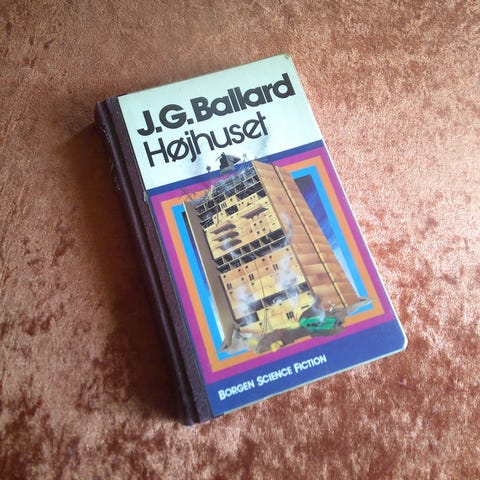 J.G. Ballard
Højhuset
BORGEN SCIENCE FICTION